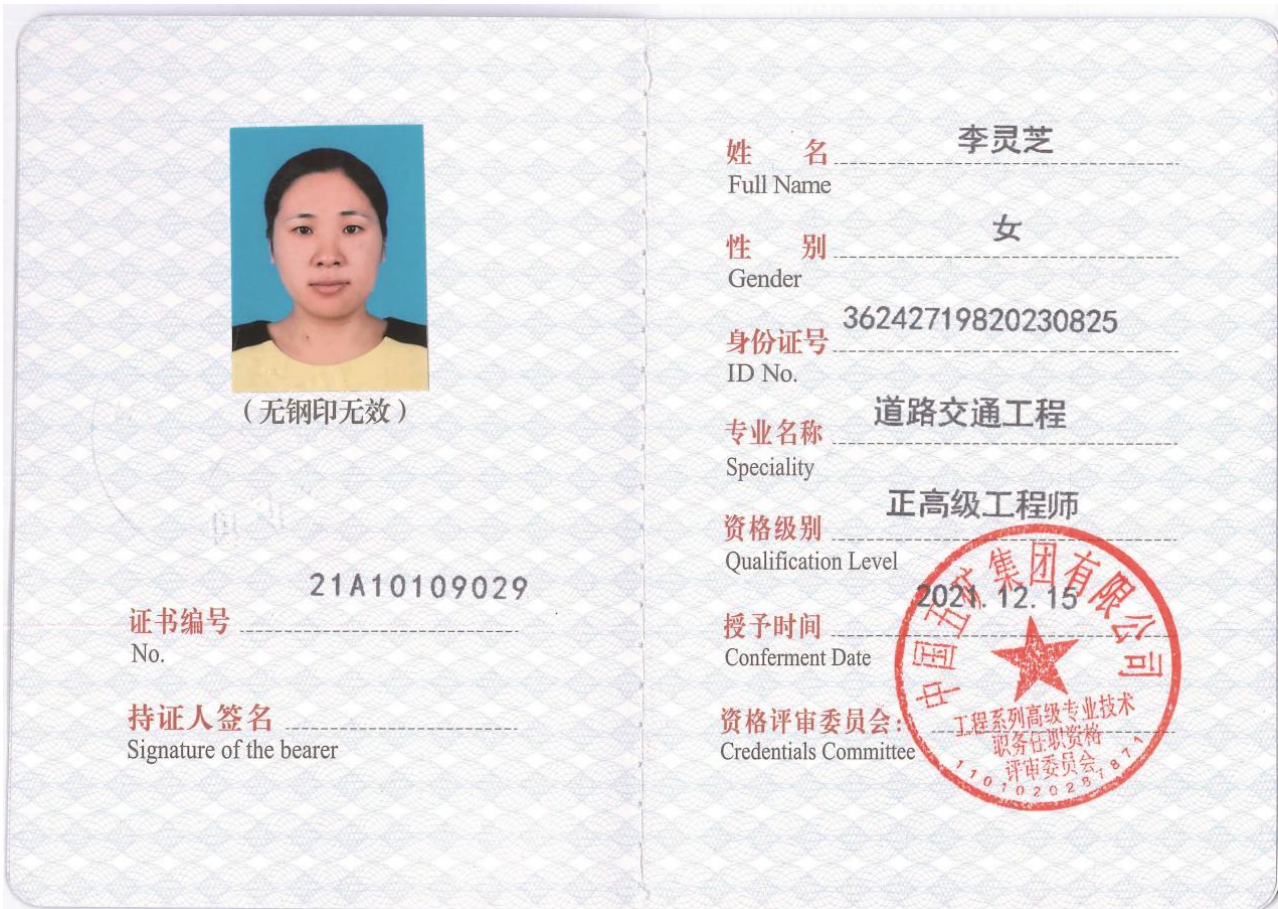 （无钢印无效）
21A10109029
证书编号
No.
持证人签名
Signature of the bearer
李灵芝
姓 名
Full Name
女
性 别
Gender
36242719820230825
身份证号
ID No.
道路交通工程
专业名称
Speciality
正高级工程师
资格级别
Qualification Level
2021.12.15
授予时间
Conferment Date
资格评审委员会：
Credentials Committee
中国五矿集团有限公司
工程系列高级专业技术
职务任职资格
评审委员会